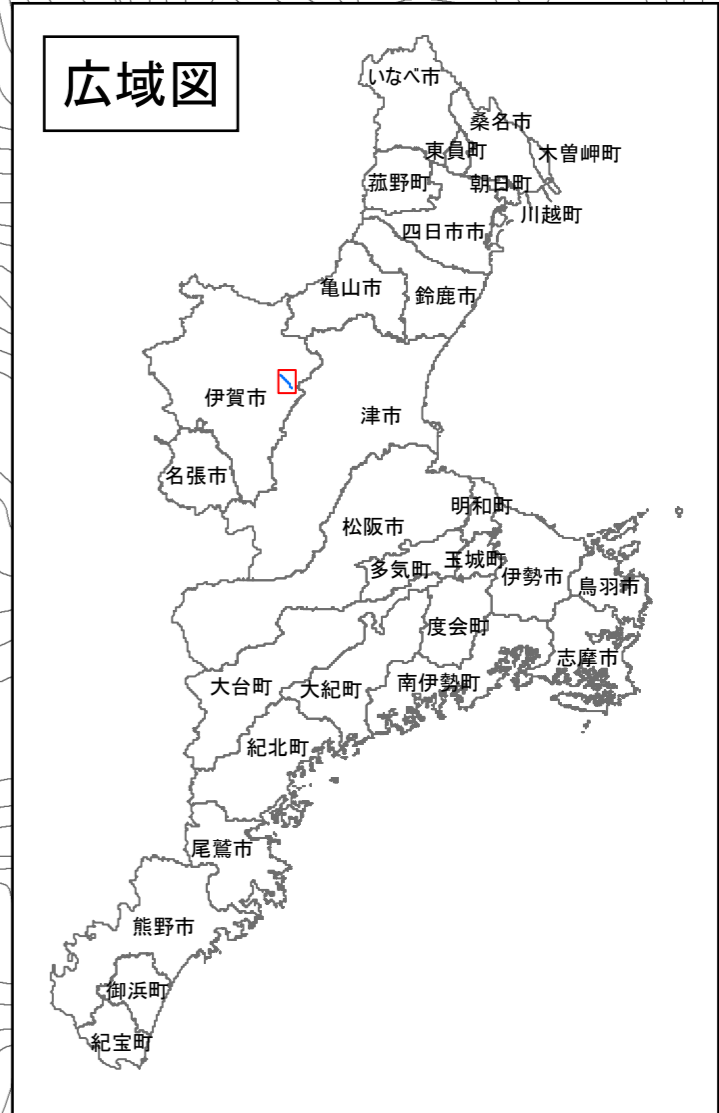 広域図
いなべ市
桑名市
東員町
木曽岬町
菰野町
朝日町
川越町
四日市市
亀山市
鈴鹿市
伊賀市
津市
名張市
明和町
松阪市
玉城町
多気町
伊勢市
鳥羽市
度会町
志摩市
大台町
大紀町
南伊勢町
紀北町
尾鷲市
熊野市
御浜町
紀宝町